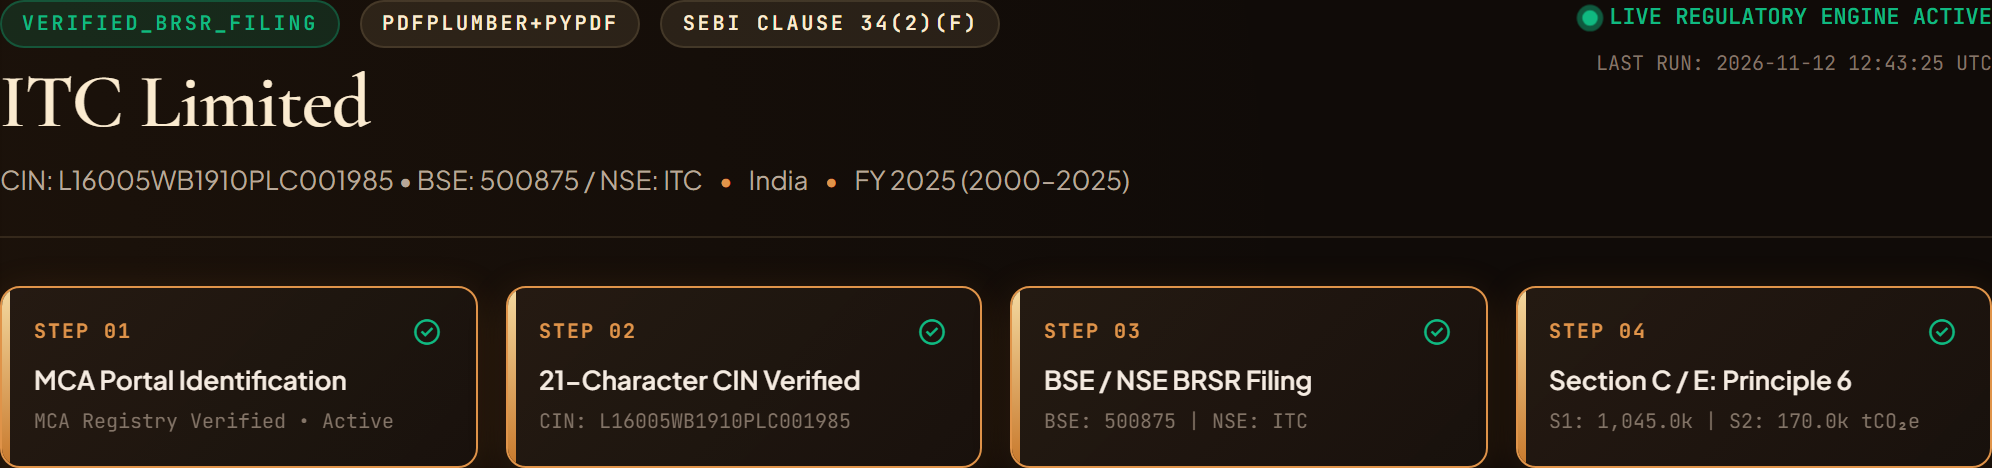 VERIFIED_BRSR_FILING PDFPLUMBER+PYPDF SEBI CLAUSE 34(2)(F)
LIVE REGULATORY ENGINE ACTIVE
LAST RUN: 2026-11-12 12:43:25 UTC
ITC Limited
CIN: L16005WB1910PLC001985 • BSE: 500875 / NSE: ITC • India • FY 2025 (2000–2025)
STEP 01
MCA Portal Identification
MCA Registry Verified • Active
STEP 02
21–Character CIN Verified
CIN: L16005WB1910PLC001985
STEP 03
BSE / NSE BRSR Filing
BSE: 500875 | NSE: ITC
STEP 04
Section C / E: Principle 6
S1: 1,045.0k | S2: 170.0k tCO₂e